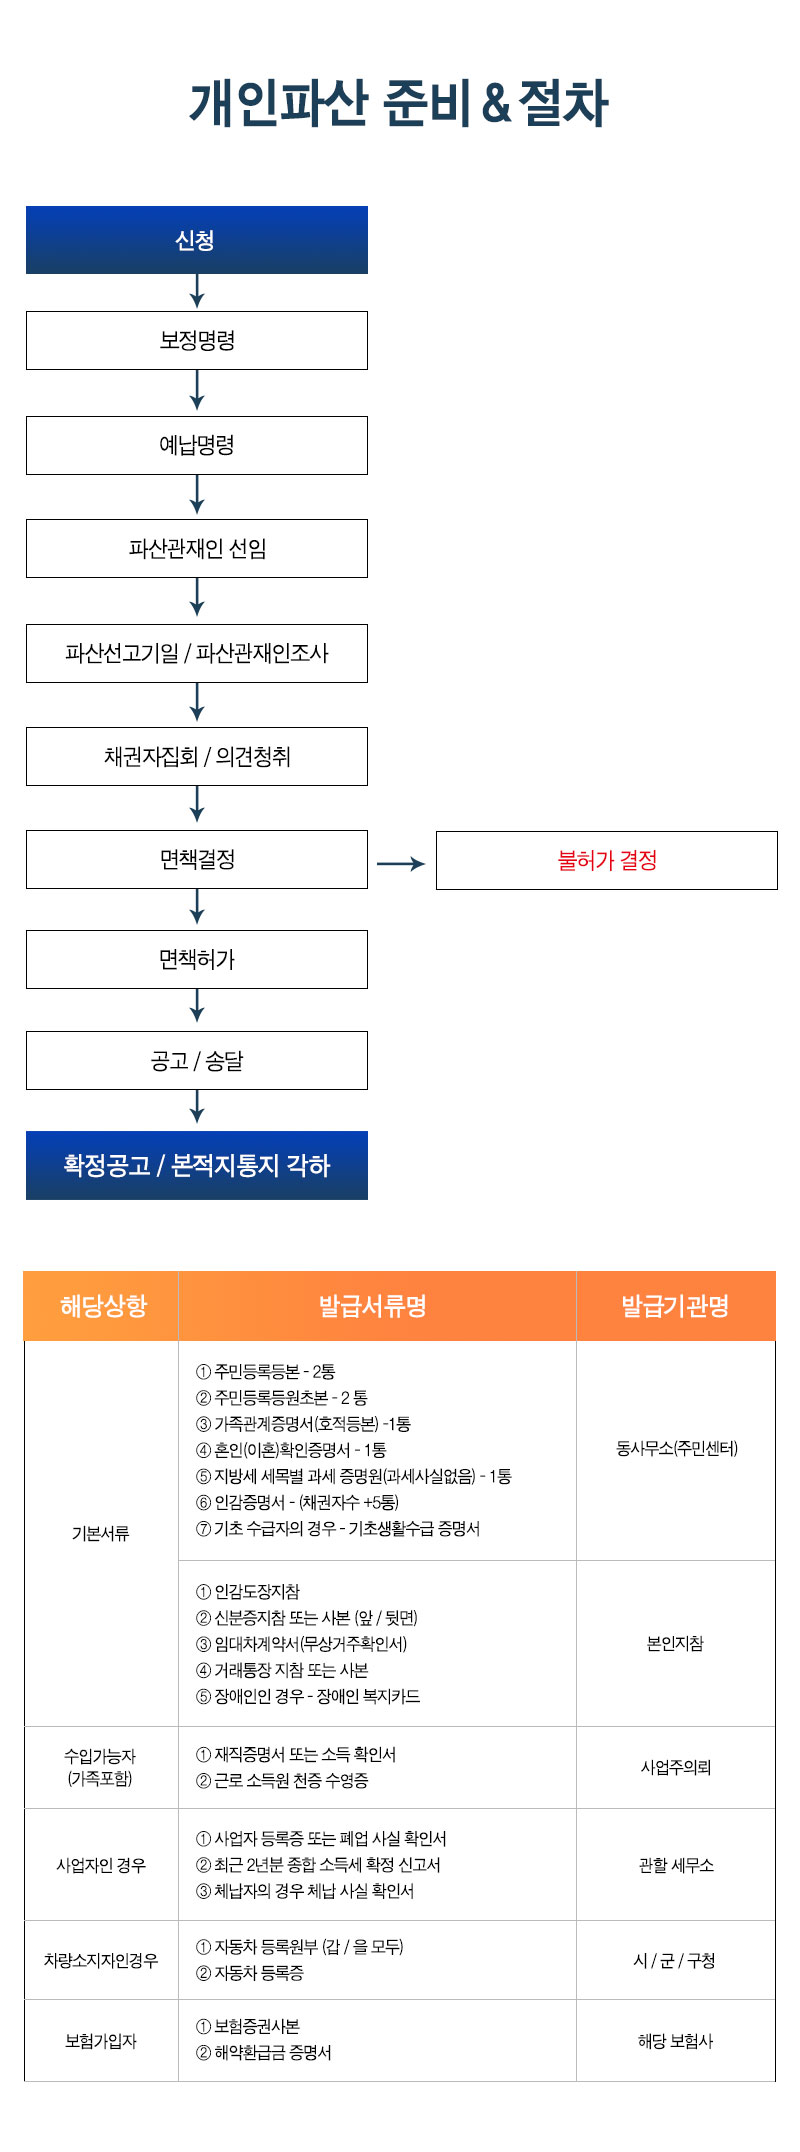 개인파산 준비 & 절차
신청
보정명령
예납명령
파산관재인 선임
파산선고기일 / 파산관재인조사
채권자집회 / 의견청취
면책결정
불허가 결정
면책허가
공고 / 송달
확정공고 / 본적지통지 각하
해당상항
발급서류명
발급기관명
기본서류
① 주민등록등본 - 2통
② 주민등록등원초본 - 2 통
③ 가족관계증명서(호적등본) -1통
④ 혼인(이혼)확인증명서 - 1통
⑤ 지방세 세목별 과세 증명원(과세사실없음) - 1통
⑥ 인감증명서 - (채권자수 +5통)
⑦ 기초 수급자의 경우 - 기초생활수급 증명서
동사무소(주민센터)
① 인감도장지참
② 신분증지참 또는 사본 (앞 / 뒷면)
③ 임대차계약서(무상거주확인서)
④ 거래통장 지참 또는 사본
⑤ 장애인인 경우 - 장애인 복지카드
본인지참
수입가능자
(가족포함)
① 재직증명서 또는 소득 확인서
② 근로 소득원 천증 수영증
사업주의뢰
사업자인 경우
① 사업자 등록증 또는 폐업 사실 확인서
② 최근 2년분 종합 소득세 확정 신고서
③ 체납자의 경우 체납 사실 확인서
관할 세무소
차량소지자인경우
① 자동차 등록원부 (갑 / 을 모두)
② 자동차 등록증
시 / 군 / 구청
보험가입자
① 보험증권사본
② 해약환급금 증명서
해당 보험사